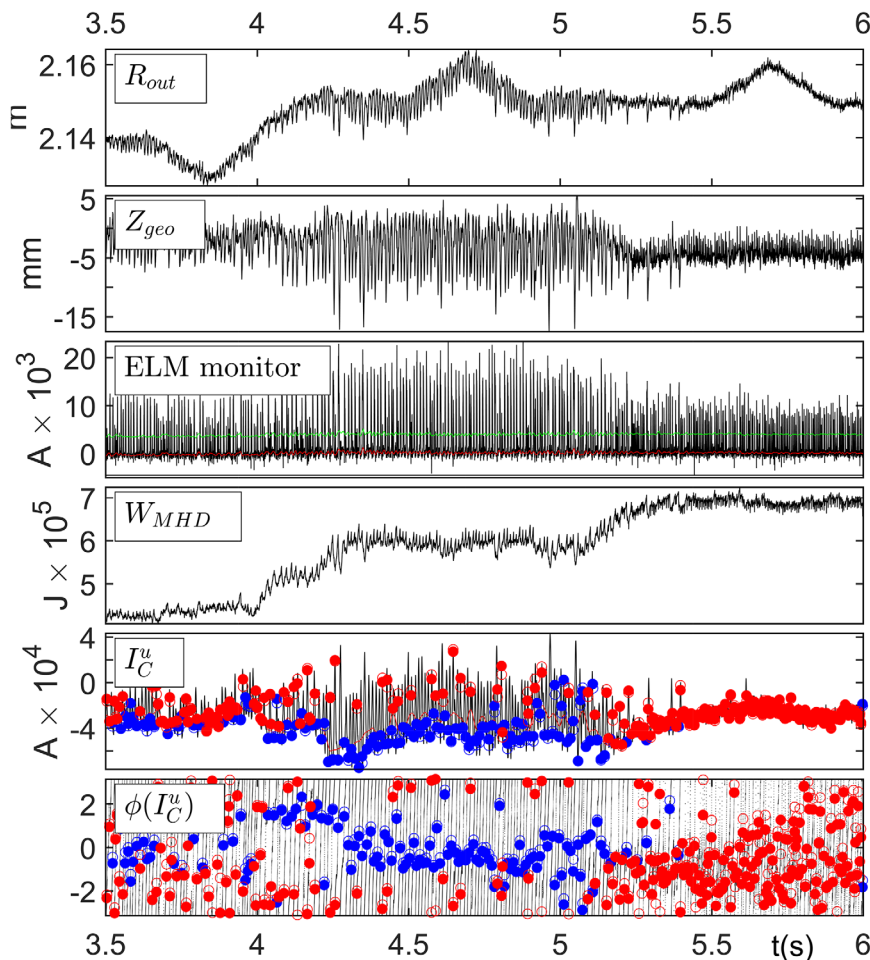 3.5 4 4.5 5 5.5 6
R_out
m
2.16
2.14
Z_geo
mm
5
-5
-15
ELM monitor
A × 10^3
20
10
0
W_MHD
J × 10^5
7
6
5
I_C^u
A × 10^4
4
0
-4
ϕ(I_C^u)
2
0
-2
3.5 4 4.5 5 5.5 t(s) 6